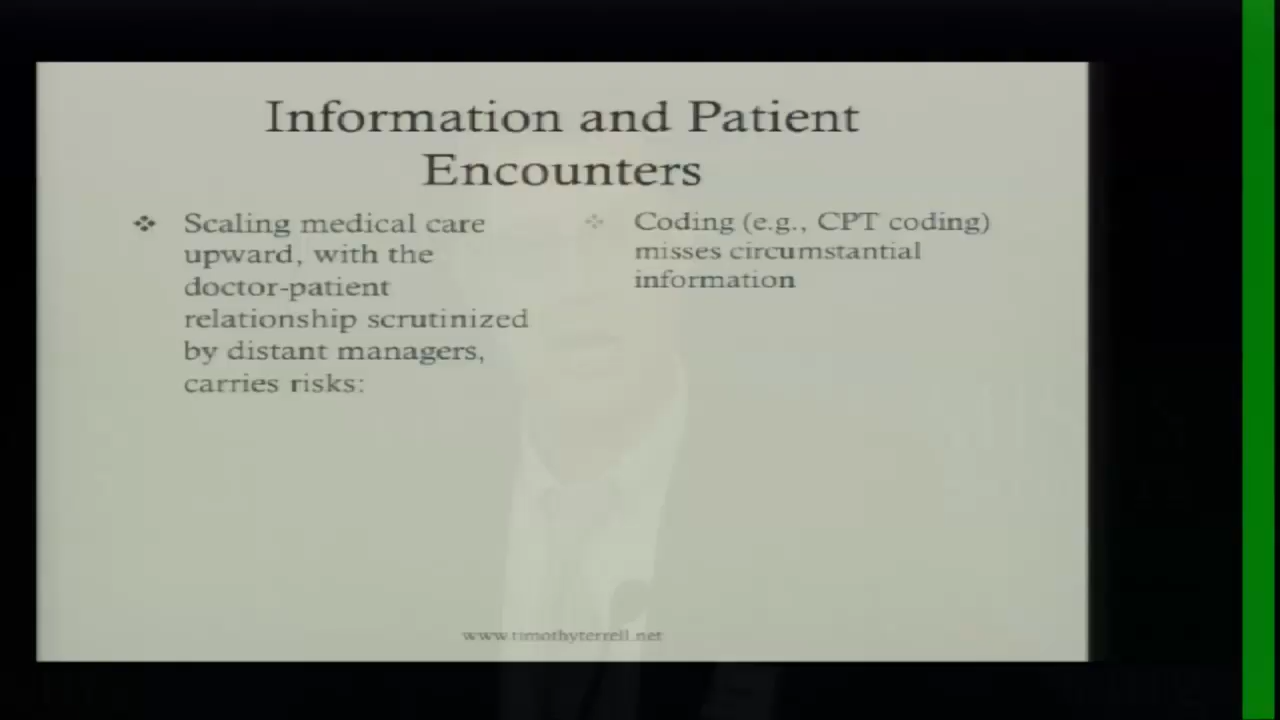 Information and Patient
Encounters
❖ Scaling medical care
upward, with the
doctor-patient
relationship scrutinized
by distant managers,
carries risks:
❖ Coding (e.g., CPT coding)
misses circumstantial
information
www.timothyterrell.net